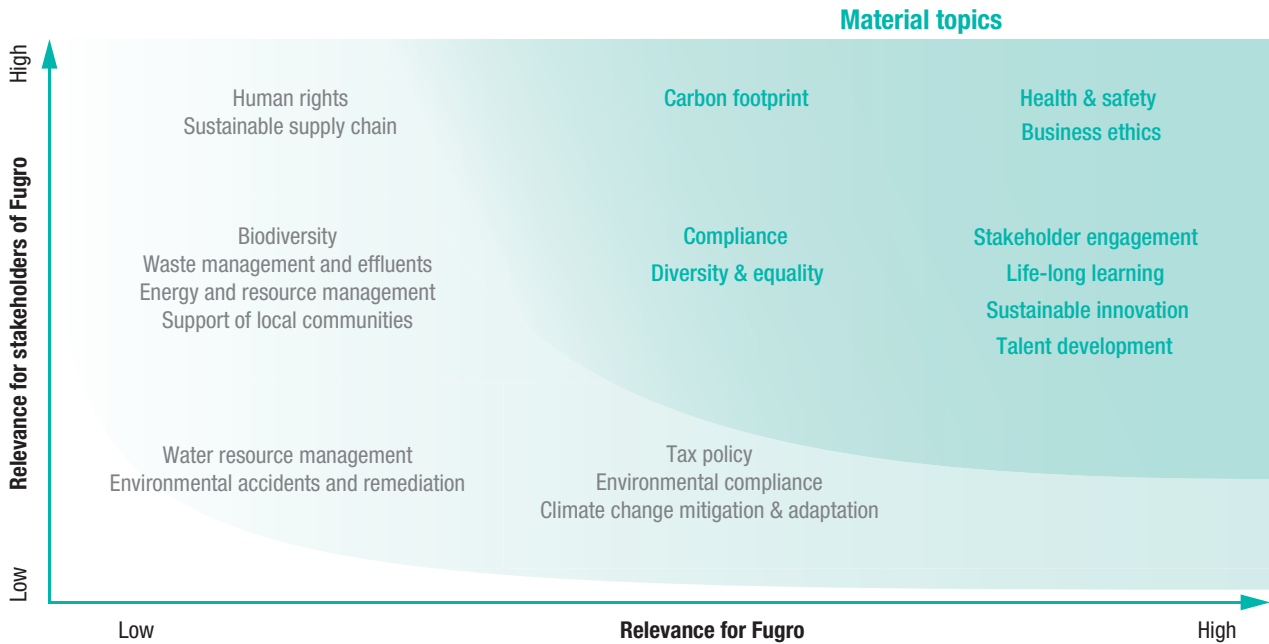 Material topics
High
Relevance for stakeholders of Fugro
Low
Human rights
Sustainable supply chain
Carbon footprint
Health & safety
Business ethics
Biodiversity
Waste management and effluents
Energy and resource management
Support of local communities
Compliance
Diversity & equality
Stakeholder engagement
Life-long learning
Sustainable innovation
Talent development
Water resource management
Environmental accidents and remediation
Tax policy
Environmental compliance
Climate change mitigation & adaptation
Low
Relevance for Fugro
High